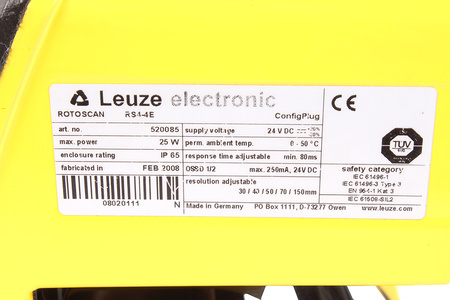 Leuze electronic
ROTOSCAN RS4-4E ConfigPlug
art. no. 520085
max. power 25 W
enclosure rating IP 65
fabricated in FEB 2008
08020111 N
supply voltage 24 V DC +20% -30%
perm. ambient temp. 0 - 50 °C
response time adjustable min. 80ms
OSSD 1/2 max. 250mA, 24V DC
resolution adjustable
30 / 40 / 50 / 70 / 150mm
Made in Germany PO Box 1111, D-73277 Owen
CE
TÜV
safety category
IEC 61496-1
IEC 61496-3 Type 3
EN 954-1 Kat 3
IEC 61508-SIL2
www.leuze.com